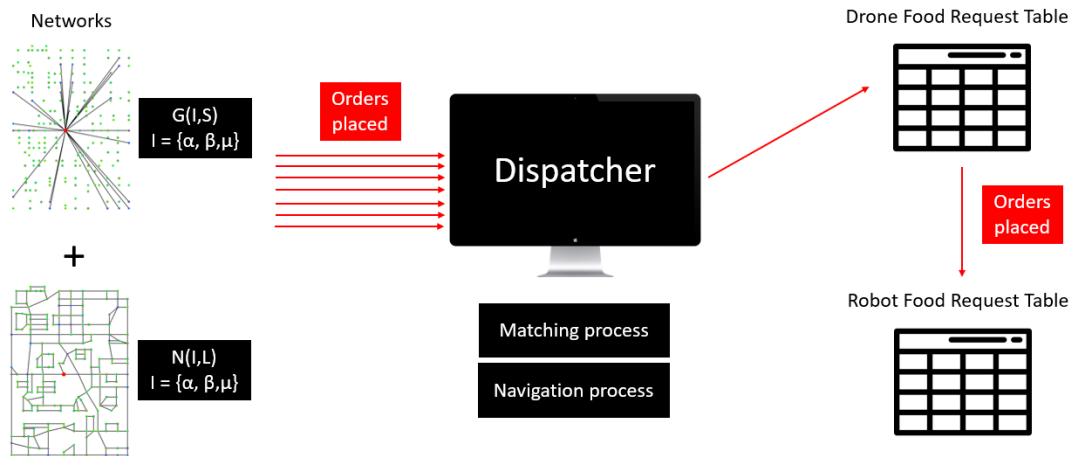 Networks
G(I,S)
I = {α, β,μ}
+
N(I,L)
I = {α, β,μ}
Orders
placed
Dispatcher
Matching process
Navigation process
Drone Food Request Table
Orders
placed
Robot Food Request Table